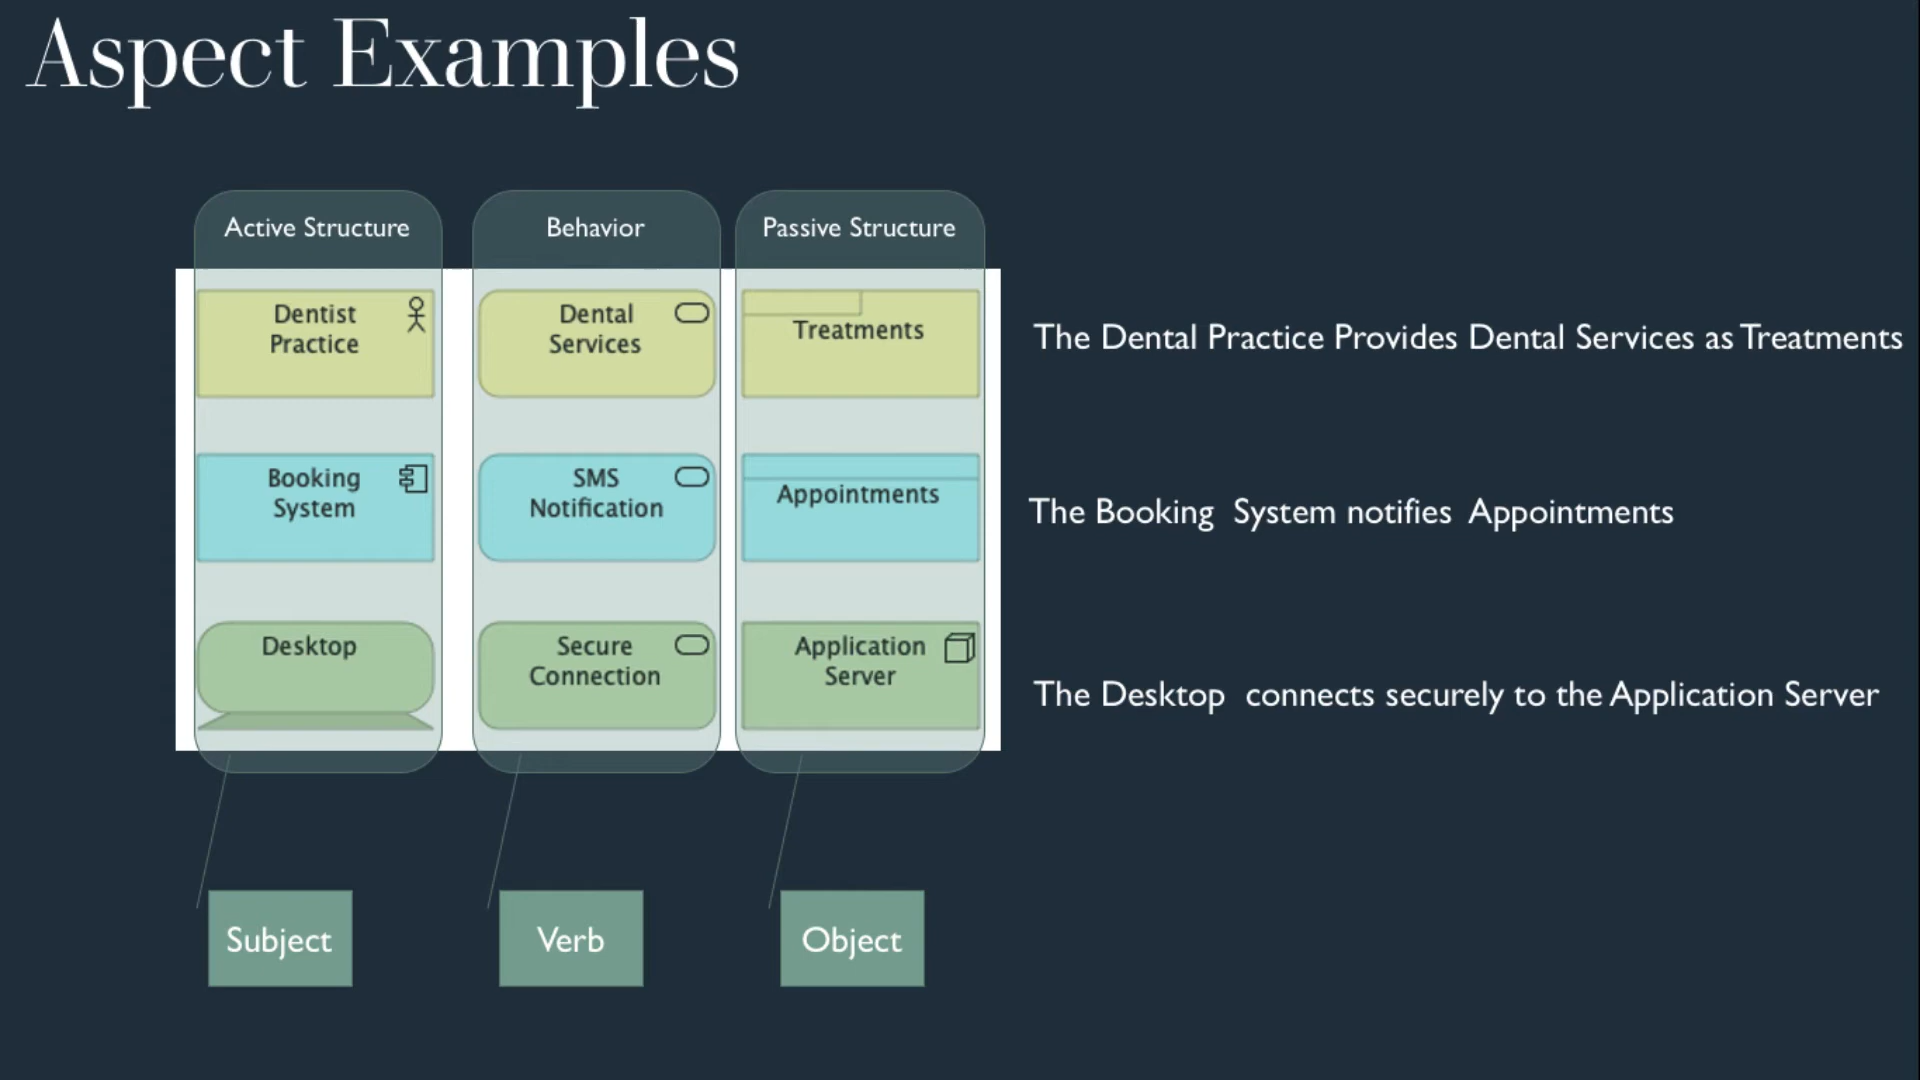 Aspect Examples
Active Structure
Behavior
Passive Structure
Dentist
Practice
Dental
Services
Treatments
The Dental Practice Provides Dental Services as Treatments
Booking
System
SMS
Notification
Appointments
The Booking System notifies Appointments
Desktop
Secure
Connection
Application
Server
The Desktop connects securely to the Application Server
Subject
Verb
Object